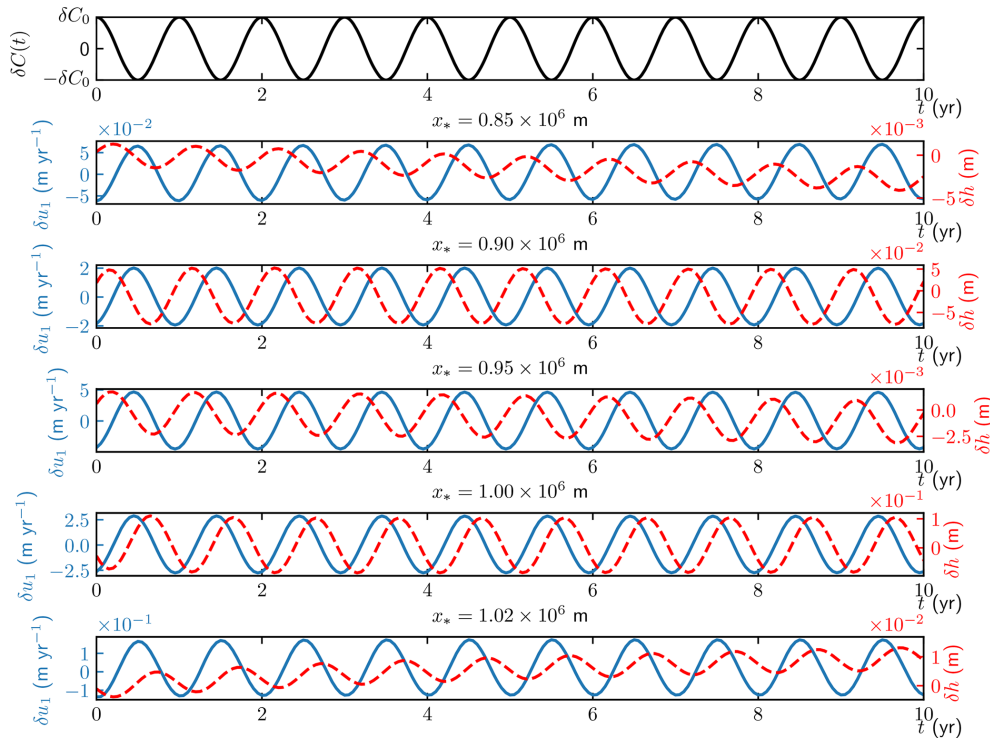 δC(t)
δC₀
0
−δC₀
0 2 4 6 8 10
t (yr)
x* = 0.85 × 10⁶ m
×10⁻²
×10⁻³
δu₁ (m yr⁻¹)
5
0
−5
0
−5
δh (m)
0 2 4 6 8 10
t (yr)
x* = 0.90 × 10⁶ m
×10⁻²
δu₁ (m yr⁻¹)
2
0
−2
5
0
−5
δh (m)
0 2 4 6 8 10
t (yr)
x* = 0.95 × 10⁶ m
×10⁻³
δu₁ (m yr⁻¹)
5
0
0.0
−2.5
δh (m)
0 2 4 6 8 10
t (yr)
x* = 1.00 × 10⁶ m
×10⁻¹
δu₁ (m yr⁻¹)
2.5
0.0
−2.5
1
0
δh (m)
0 2 4 6 8 10
t (yr)
x* = 1.02 × 10⁶ m
×10⁻¹
×10⁻²
δu₁ (m yr⁻¹)
1
0
−1
1
0
δh (m)
0 2 4 6 8 10
t (yr)